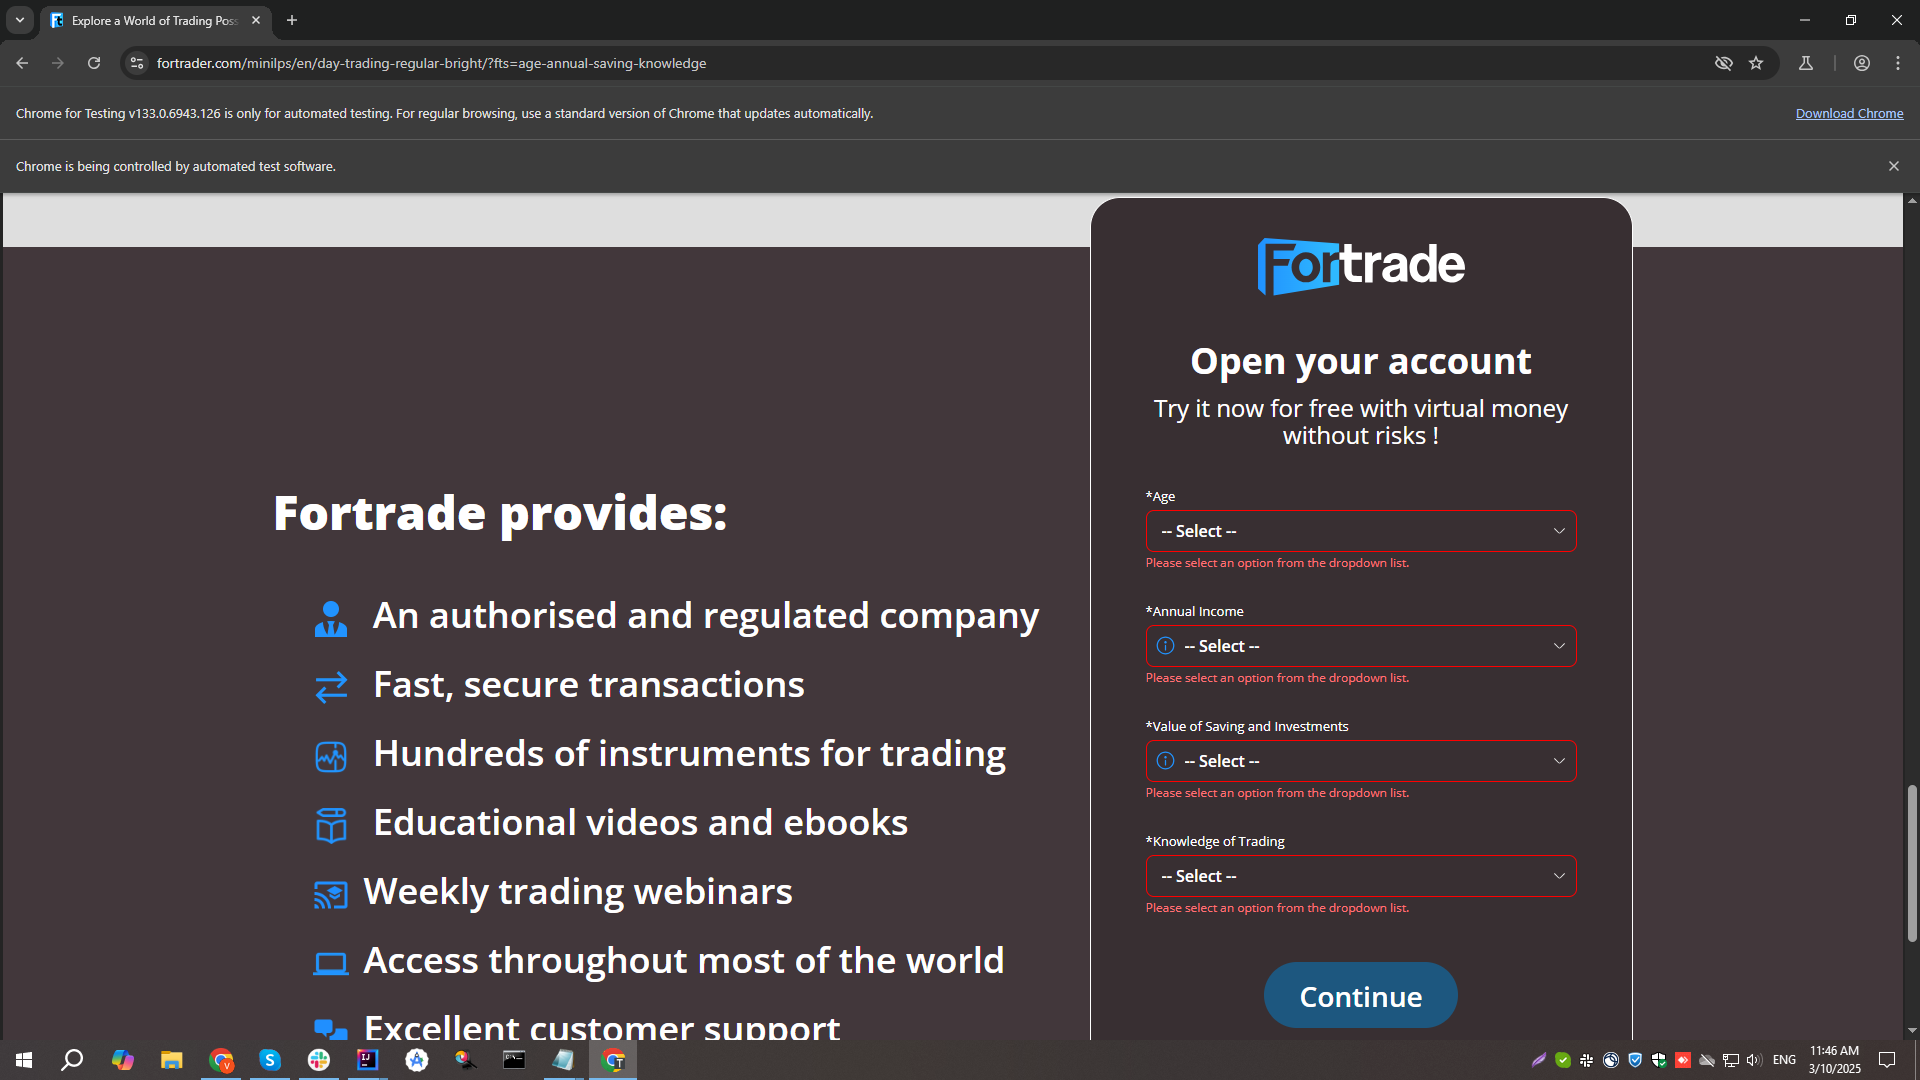 Explore a World of Trading Pos
fortrader.com/minilps/en/day-trading-regular-bright/?fts=age-annual-saving-knowledge
Chrome for Testing v133.0.6943.126 is only for automated testing. For regular browsing, use a standard version of Chrome that updates automatically.
Download Chrome
Chrome is being controlled by automated test software.
Fortrade
Open your account
Try it now for free with virtual money
without risks !
*Age
-- Select --
Please select an option from the dropdown list.
*Annual Income
-- Select --
Please select an option from the dropdown list.
*Value of Saving and Investments
-- Select --
Please select an option from the dropdown list.
*Knowledge of Trading
-- Select --
Please select an option from the dropdown list.
Continue
Fortrade provides:
An authorised and regulated company
Fast, secure transactions
Hundreds of instruments for trading
Educational videos and ebooks
Weekly trading webinars
Access throughout most of the world
Excellent customer support
ENG
11:46 AM
3/10/2025